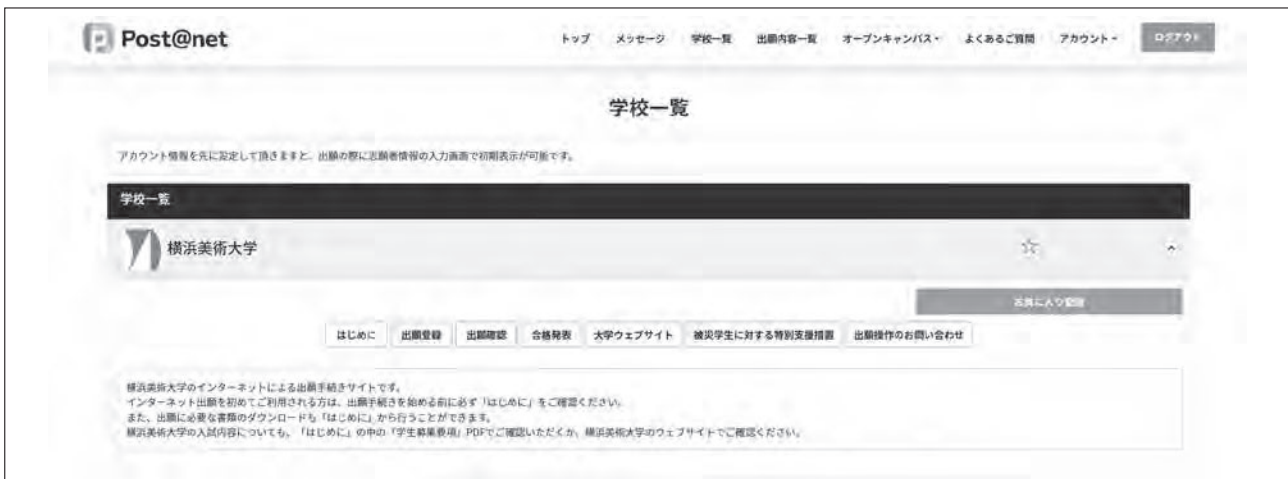 Post@net
トップ メッセージ 学校一覧 出願内容一覧 オープンキャンパス よくあるご質問 アカウント ログアウト
学校一覧
アカウント情報を先に設定して頂きますと、出願の際に志願者情報の入力画面で初期表示が可能です。
学校一覧
横浜美術大学
お気に入り登録
はじめに 出願登録 出願確認 合格発表 大学ウェブサイト 被災学生に対する特別支援措置 出願操作のお問い合わせ
横浜美術大学のインターネットによる出願手続きサイトです。
インターネット出願を初めてご利用される方は、出願手続きを始める前に必ず「はじめに」をご確認ください。
また、出願に必要な書類のダウンロードも「はじめに」から行うことができます。
横浜美術大学の入試内容についても、「はじめに」の中の「学生募集要項」PDFでご確認いただくか、横浜美術大学のウェブサイトでご確認ください。